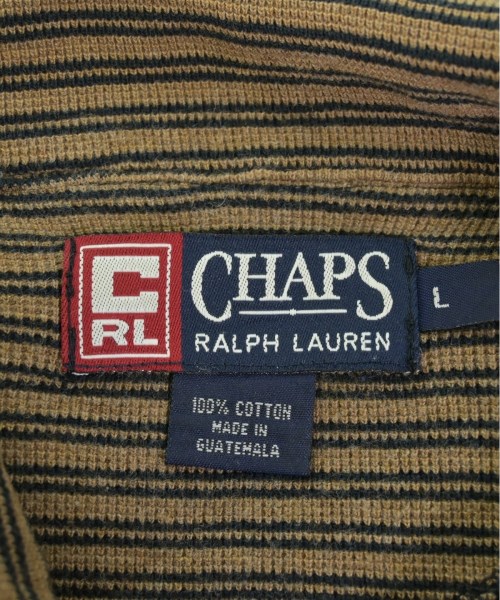 C
RL
CHAPS
RALPH LAUREN
L
100% COTTON
MADE IN
GUATEMALA